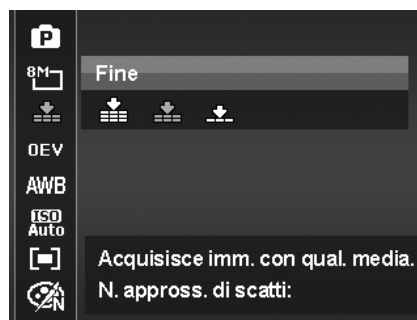 P
8M
Fine
0EV
AWB
ISO
Auto
Acquisisce imm. con qual. media.
N. appross. di scatti:
N